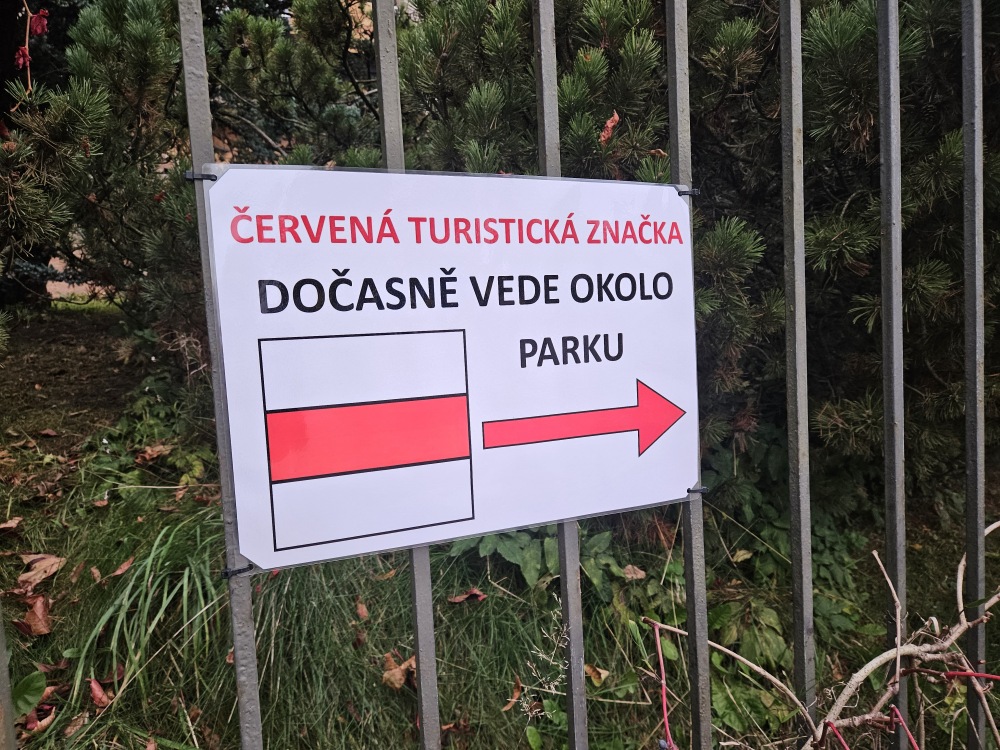 ČERVENÁ TURISTICKÁ ZNAČKA
DOČASNĚ VEDE OKOLO
PARKU